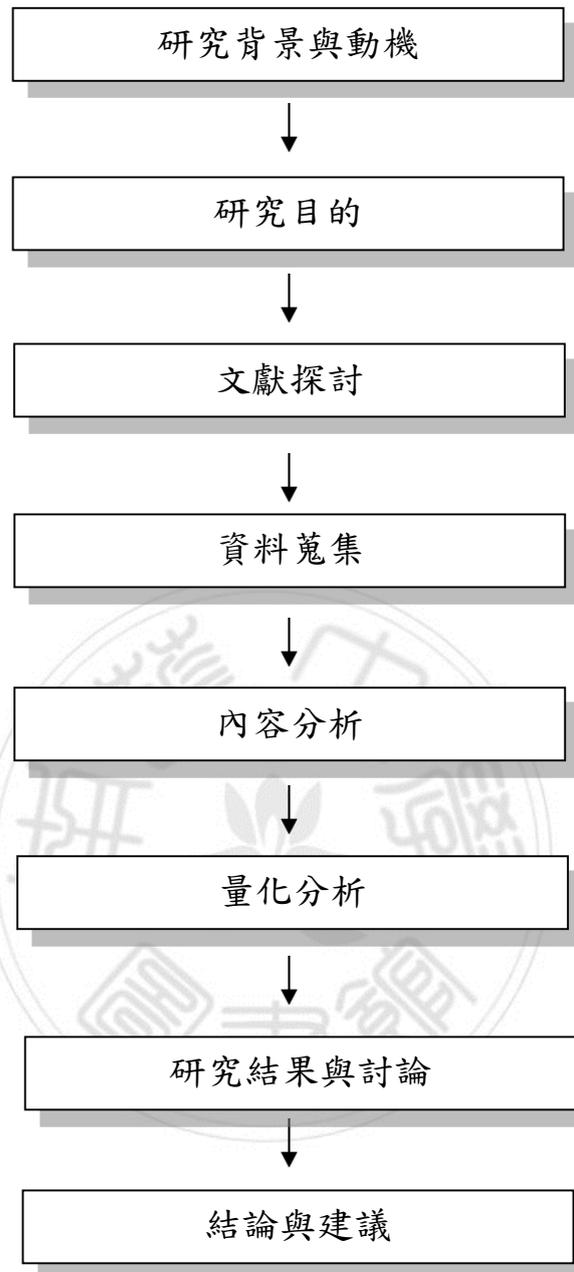 研究背景與動機
研究目的
文獻探討
資料蒐集
內容分析
量化分析
研究結果與討論
結論與建議